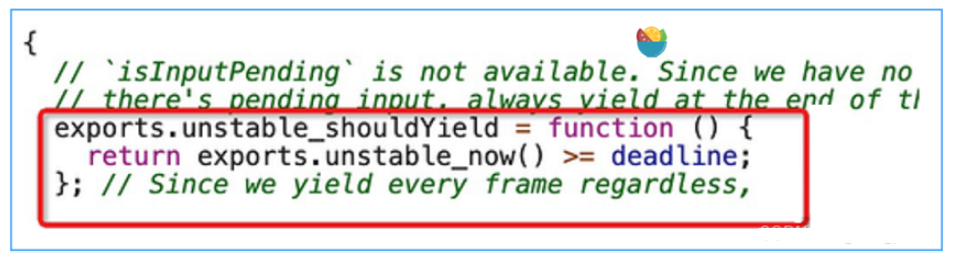 {
// `isInputPending` is not available. Since we have no
// there's pending input, always yield at the end of
exports.unstable_shouldYield = function () {
return exports.unstable_now() >= deadline;
}; // Since we yield every frame regardless,